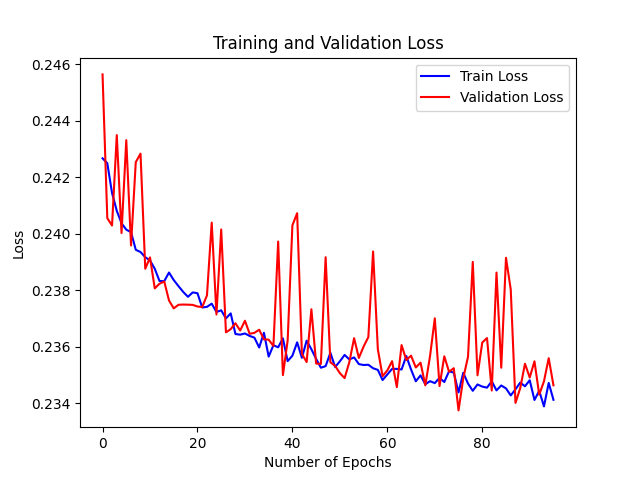 Training and Validation Loss
Train Loss
Validation Loss
0.246
0.244
0.242
0.240
0.238
0.236
0.234
Loss
0 20 40 60 80
Number of Epochs